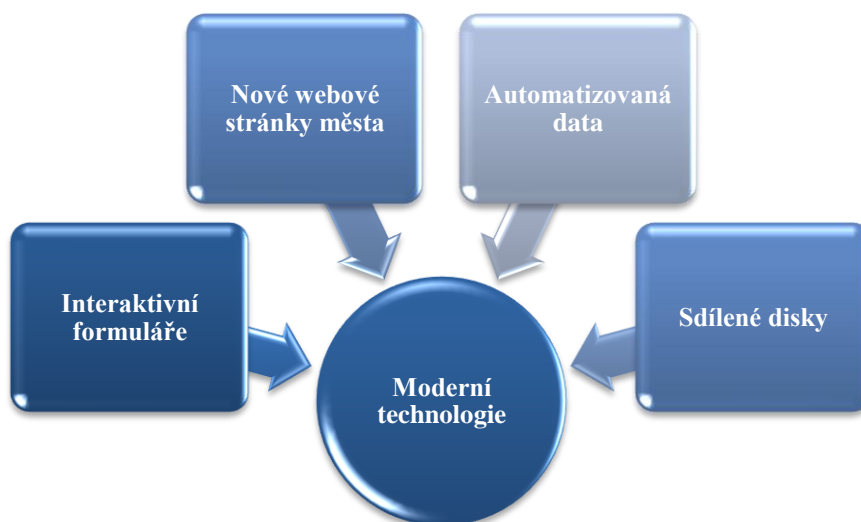 Nové webové
stránky města
Automatizovaná
data
Interaktivní
formuláře
Sdílené disky
Moderní
technologie